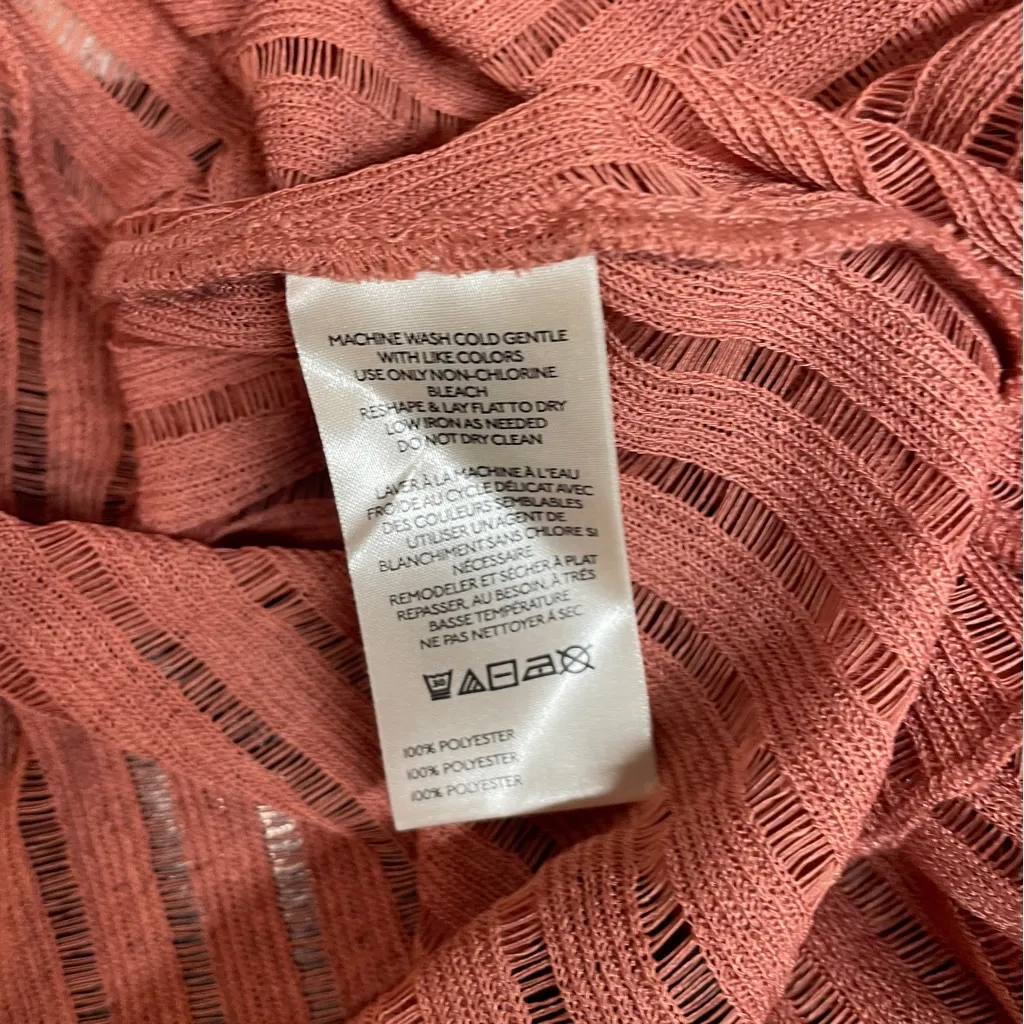 MACHINE WASH COLD GENTLE
WITH LIKE COLORS
USE ONLY NON-CHLORINE
BLEACH
RESHAPE & LAY FLAT TO DRY
LOW IRON AS NEEDED
DO NOT DRY CLEAN
LAVER À LA MACHINE À L'EAU
FROIDE AU CYCLE DÉLICAT AVEC
DES COULEURS SEMBLABLES
UTILISER UN AGENT DE
BLANCHIMENT SANS CHLORE SI
NÉCESSAIRE
REMODELER ET SÉCHER À PLAT
REPASSER, AU BESOIN, À TRÈS
BASSE TEMPÉRATURE
NE PAS NETTOYER À SEC
30
100% POLYESTER
100% POLYESTER
100% POLYESTER